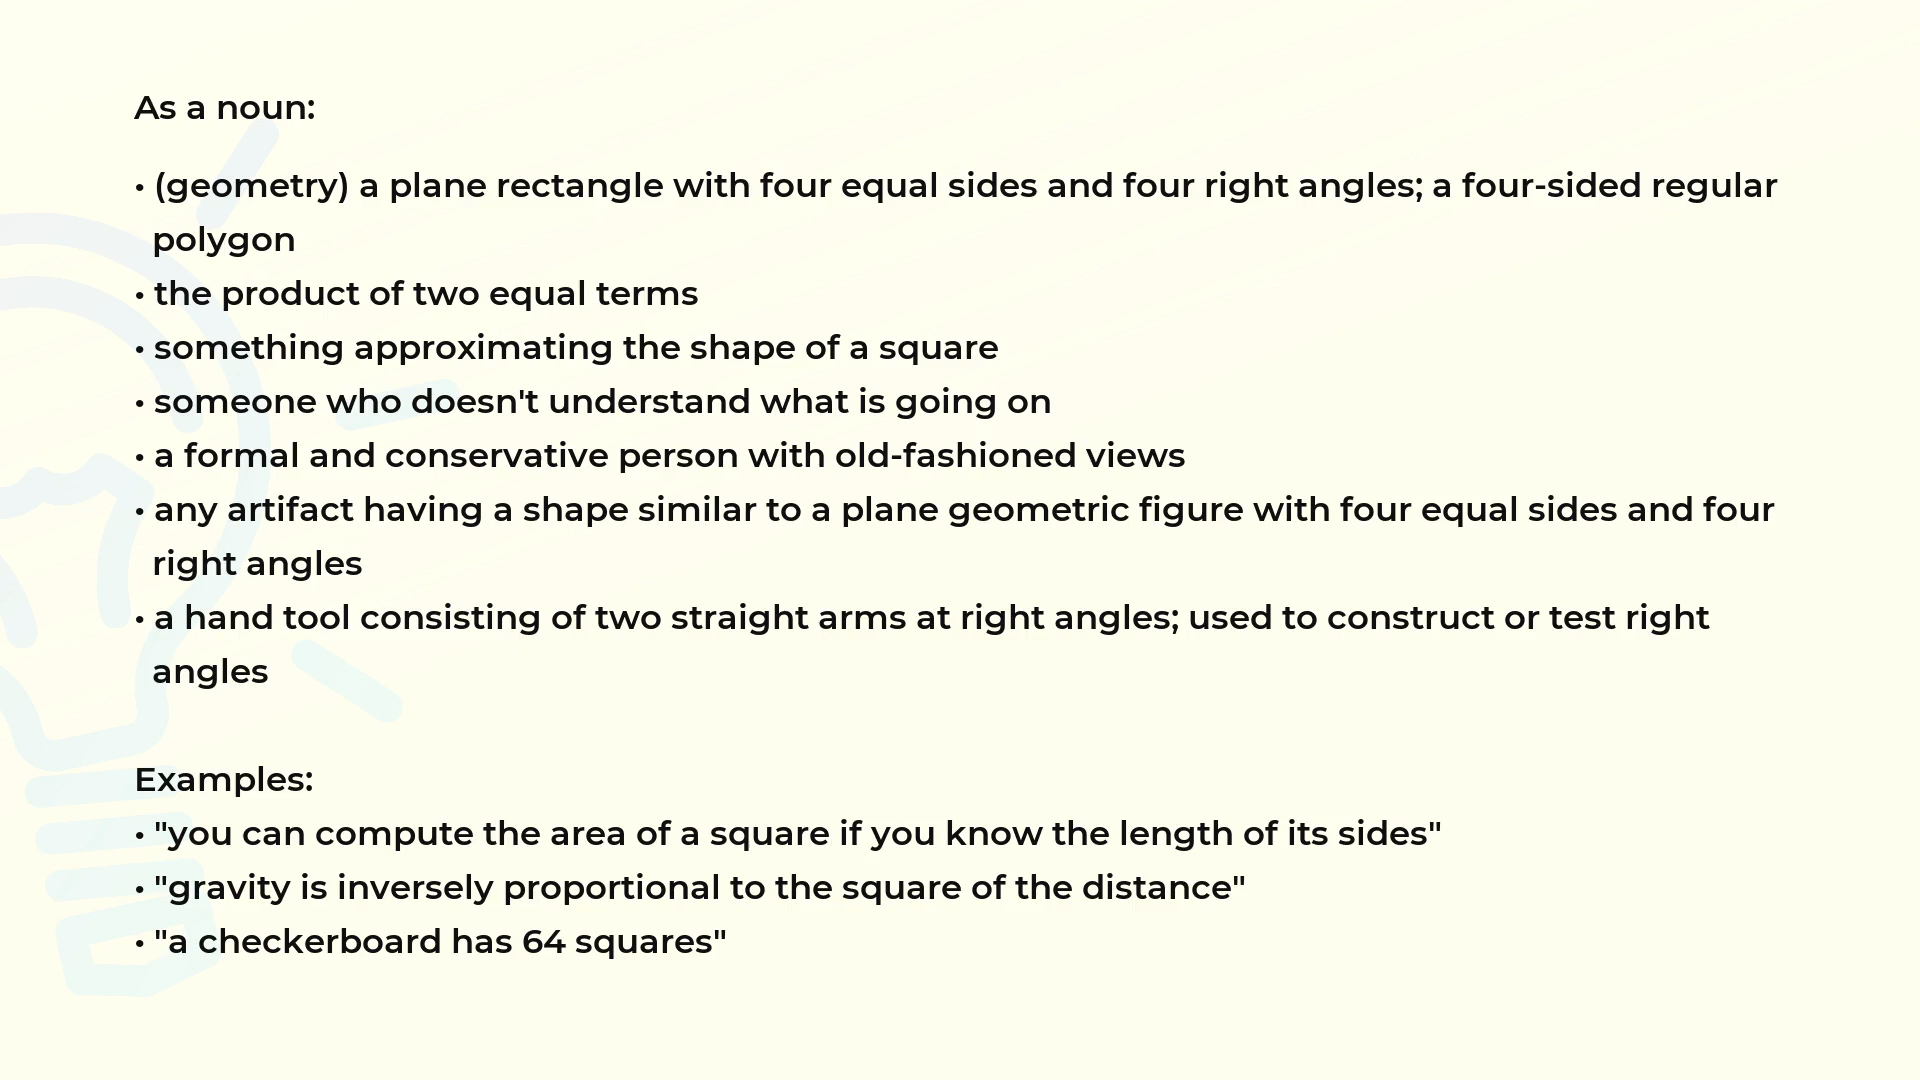 As a noun:
• (geometry) a plane rectangle with four equal sides and four right angles; a four-sided regular
polygon
• the product of two equal terms
• something approximating the shape of a square
• someone who doesn't understand what is going on
• a formal and conservative person with old-fashioned views
• any artifact having a shape similar to a plane geometric figure with four equal sides and four
right angles
• a hand tool consisting of two straight arms at right angles; used to construct or test right
angles
Examples:
• "you can compute the area of a square if you know the length of its sides"
• "gravity is inversely proportional to the square of the distance"
• "a checkerboard has 64 squares"